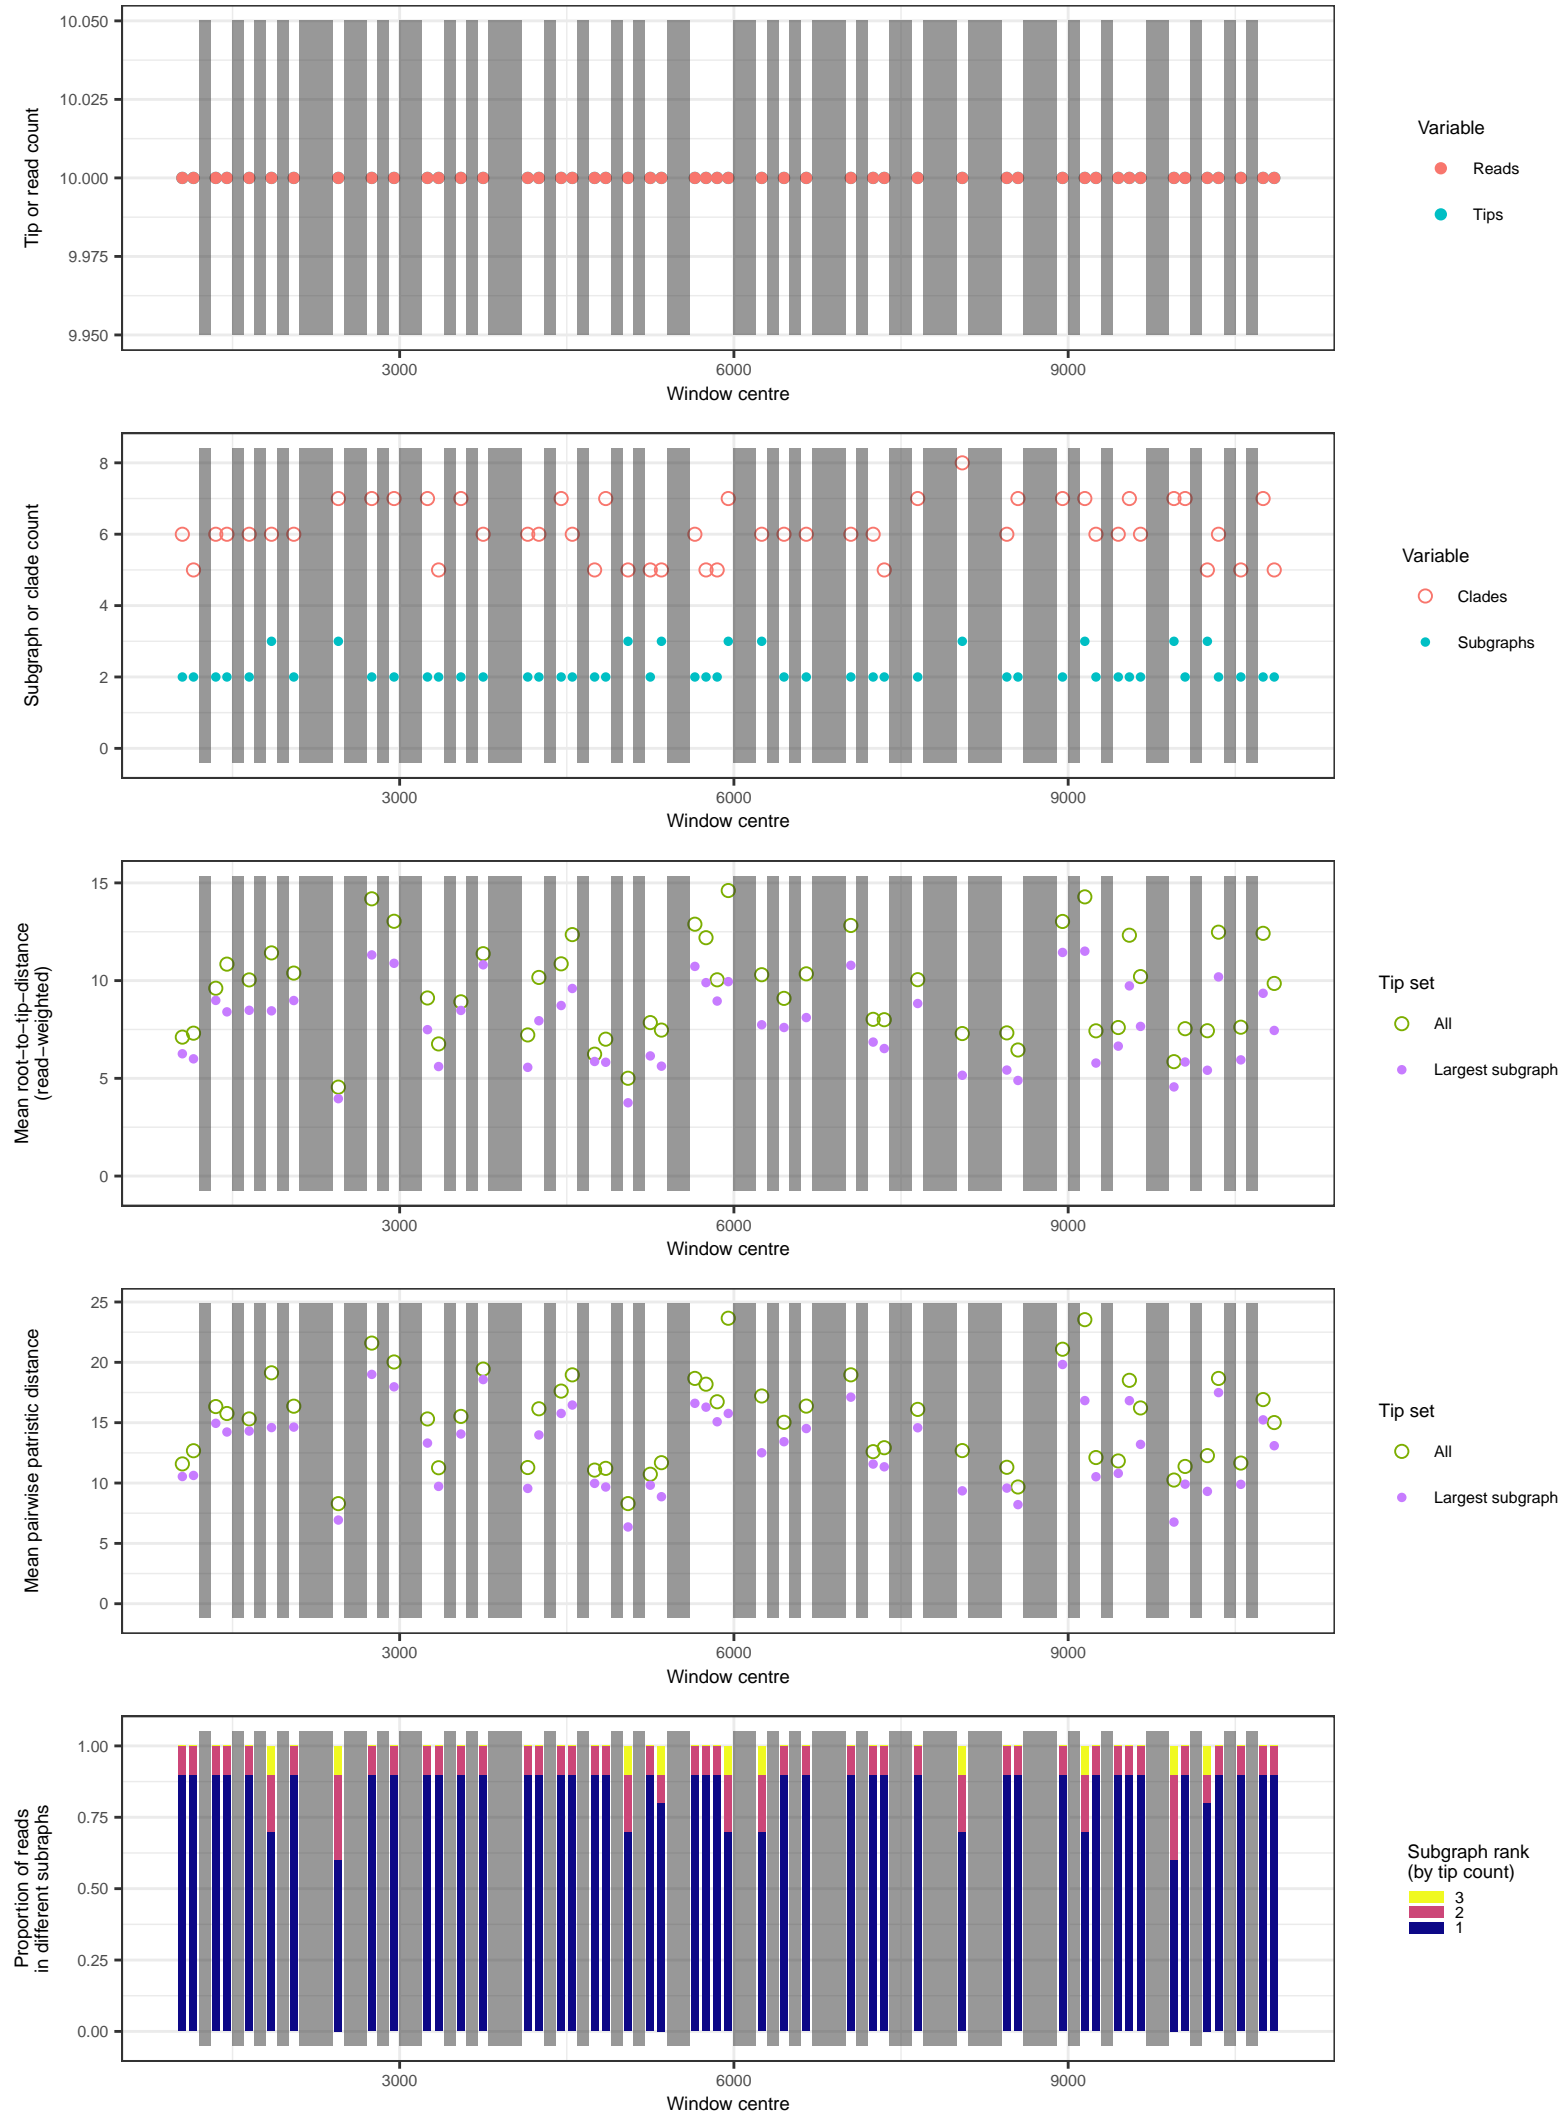 10.050
10.025
10.000
9.975
9.950
Tip or read count
3000
6000
9000
Window centre
Variable
Reads
Tips
8
6
4
2
0
Subgraph or clade count
3000
6000
9000
Window centre
Variable
Clades
Subgraphs
15
10
5
0
Mean root−to−tip−distance
(read−weighted)
3000
6000
9000
Window centre
Tip set
All
Largest subgraph
25
20
15
10
5
0
Mean pairwise patristic distance
3000
6000
9000
Window centre
Tip set
All
Largest subgraph
1.00
0.75
0.50
0.25
0.00
Proportion of reads
in different subraphs
3000
6000
9000
Window centre
Subgraph rank
(by tip count)
3
2
1